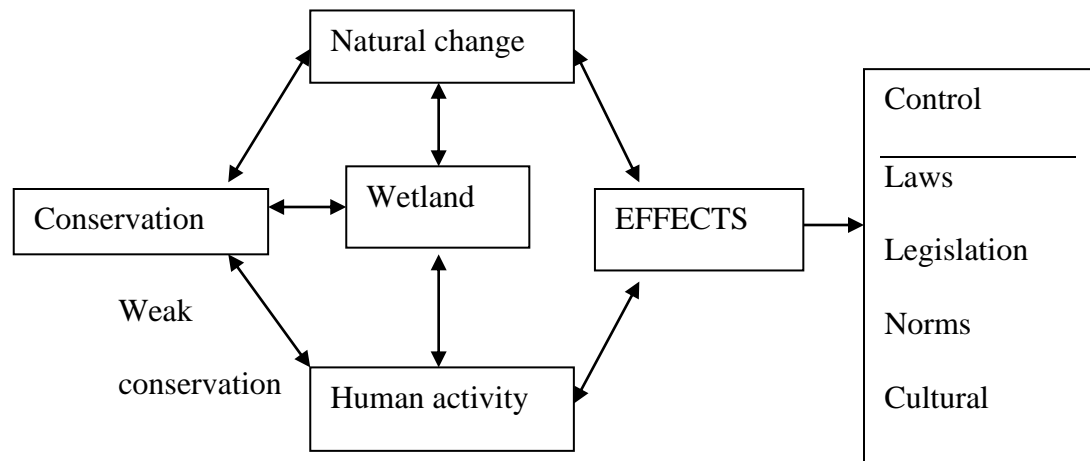 Natural change
Control
Laws
Wetland
Conservation
EFFECTS
Legislation
Weak
Norms
conservation
Human activity
Cultural